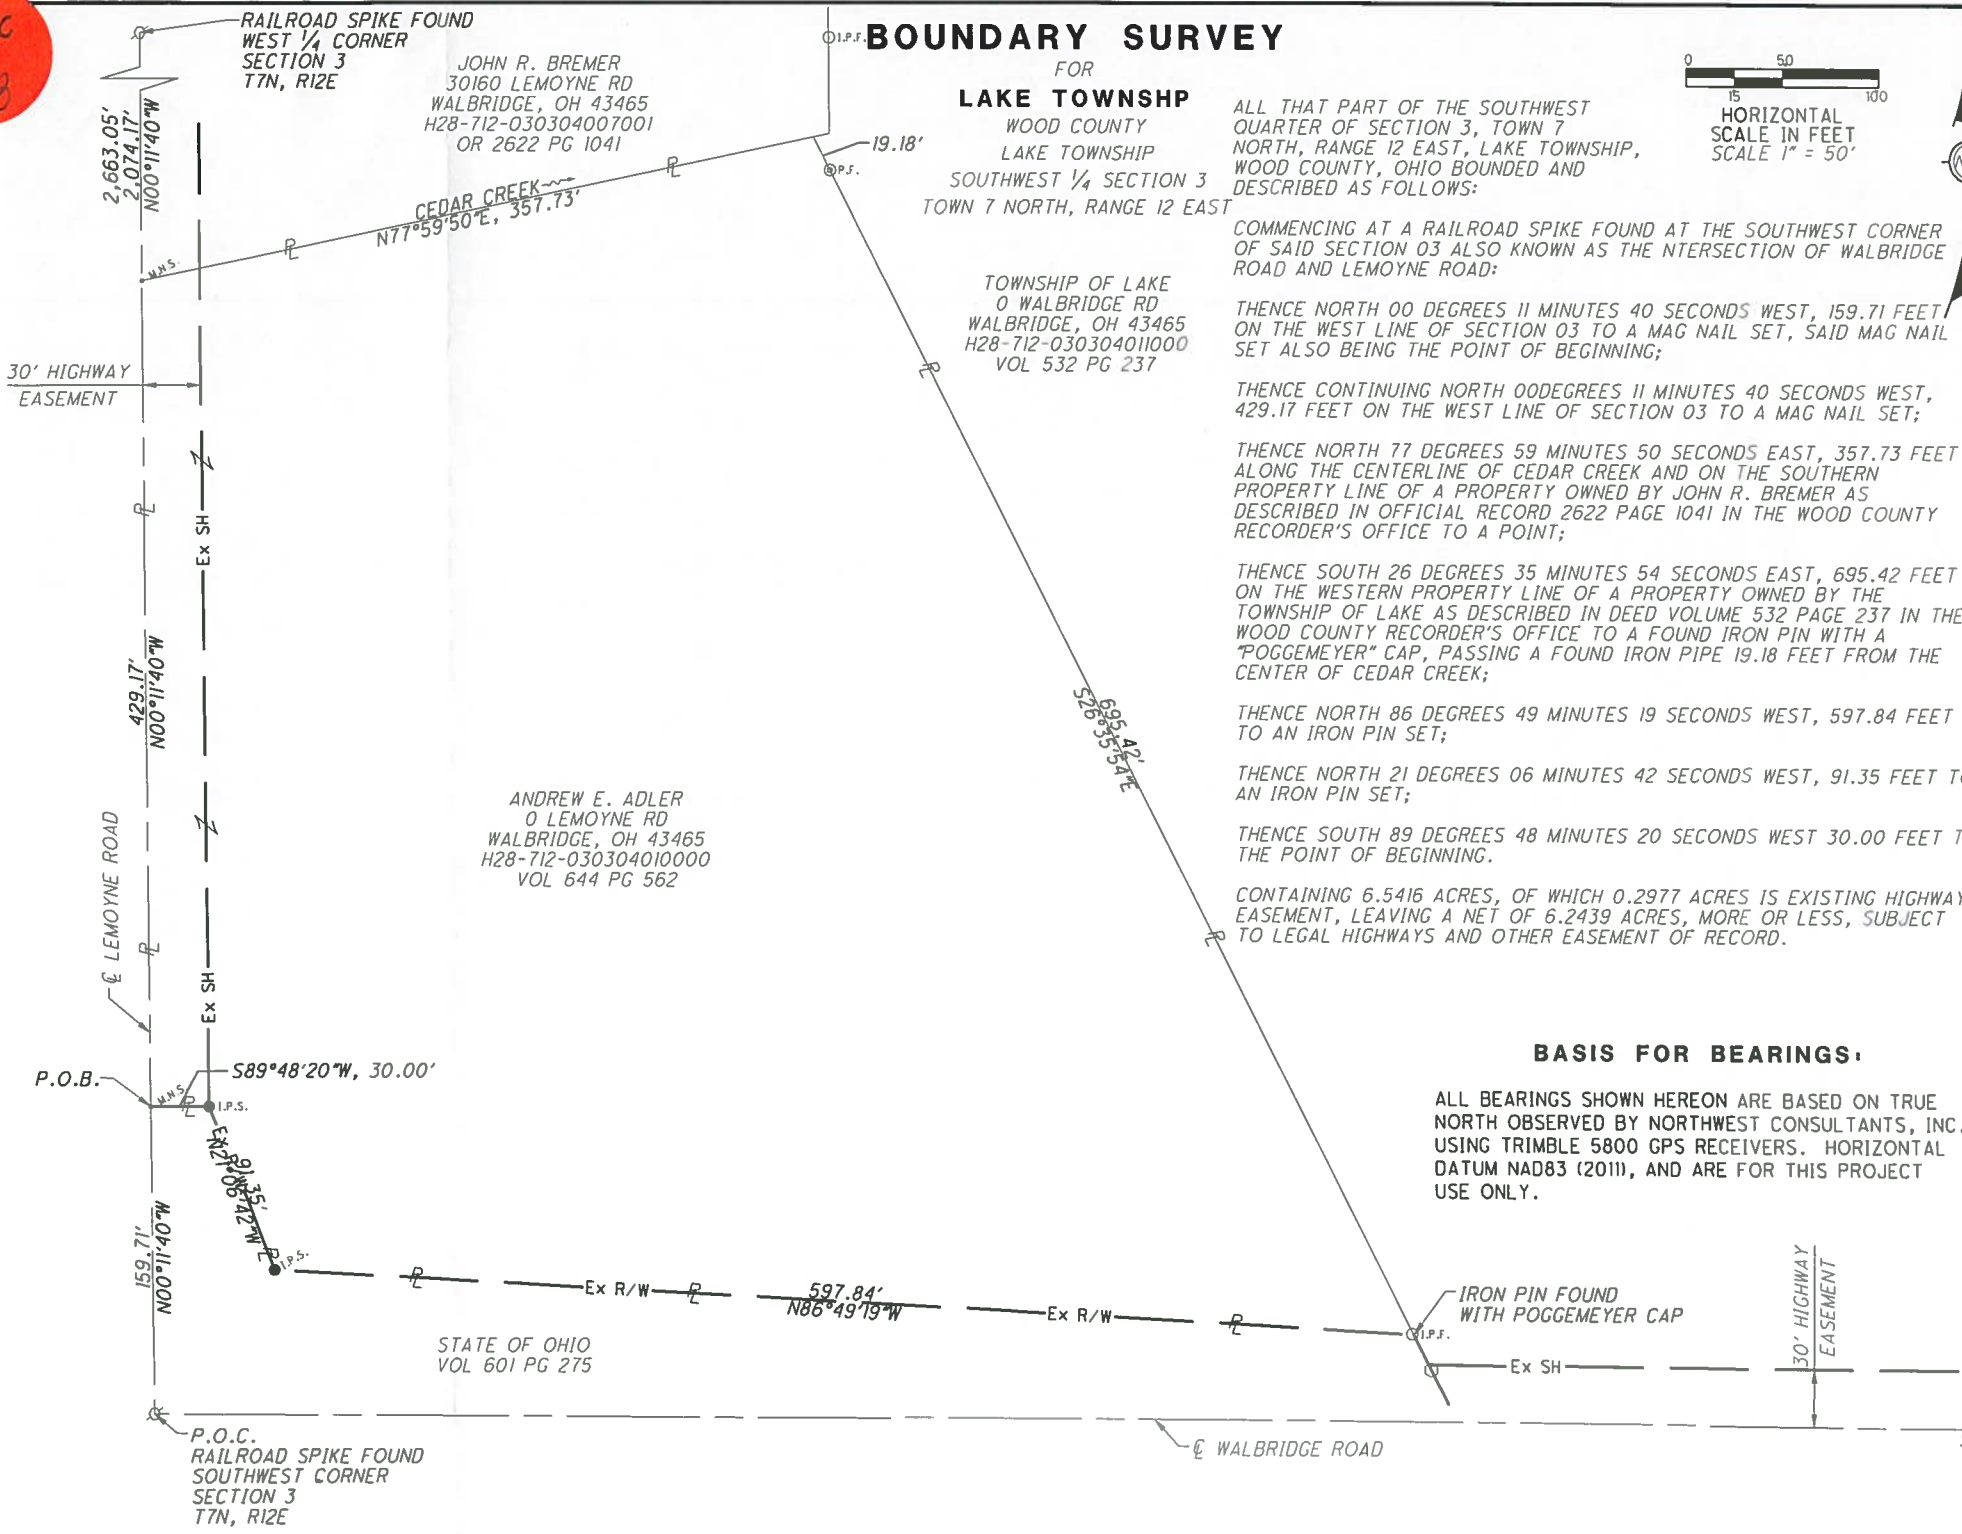 RAILROAD SPIKE FOUND
WEST 1/4 CORNER
SECTION 3
T7N, R12E
JOHN R. BREMER
30160 LEMOYNE RD
WALBRIDGE, OH 43465
H28-712-030304007001
OR 2622 PG 1041
I.P.F.
BOUNDARY SURVEY
FOR
LAKE TOWNSHP
WOOD COUNTY
LAKE TOWNSHIP
SOUTHWEST 1/4 SECTION 3
TOWN 7 NORTH, RANGE 12 EAST
0 50
15 100
HORIZONTAL
SCALE IN FEET
SCALE 1" = 50'
2,663.05'
2,074.17'
N00°11'40"W
CEDAR CREEK
N77°59'50"E, 357.73'
19.18'
P.F.
M.N.S.
30' HIGHWAY
EASEMENT
TOWNSHIP OF LAKE
0 WALBRIDGE RD
WALBRIDGE, OH 43465
H28-712-030304011000
VOL 532 PG 237
ALL THAT PART OF THE SOUTHWEST
QUARTER OF SECTION 3, TOWN 7
NORTH, RANGE 12 EAST, LAKE TOWNSHIP,
WOOD COUNTY, OHIO BOUNDED AND
DESCRIBED AS FOLLOWS:
COMMENCING AT A RAILROAD SPIKE FOUND AT THE SOUTHWEST CORNER
OF SAID SECTION 03 ALSO KNOWN AS THE NTERSECTION OF WALBRIDGE
ROAD AND LEMOYNE ROAD:
THENCE NORTH 00 DEGREES 11 MINUTES 40 SECONDS WEST, 159.71 FEET
ON THE WEST LINE OF SECTION 03 TO A MAG NAIL SET, SAID MAG NAIL
SET ALSO BEING THE POINT OF BEGINNING;
THENCE CONTINUING NORTH 00DEGREES 11 MINUTES 40 SECONDS WEST,
429.17 FEET ON THE WEST LINE OF SECTION 03 TO A MAG NAIL SET;
THENCE NORTH 77 DEGREES 59 MINUTES 50 SECONDS EAST, 357.73 FEET
ALONG THE CENTERLINE OF CEDAR CREEK AND ON THE SOUTHERN
PROPERTY LINE OF A PROPERTY OWNED BY JOHN R. BREMER AS
DESCRIBED IN OFFICIAL RECORD 2622 PAGE 1041 IN THE WOOD COUNTY
RECORDER'S OFFICE TO A POINT;
THENCE SOUTH 26 DEGREES 35 MINUTES 54 SECONDS EAST, 695.42 FEET
ON THE WESTERN PROPERTY LINE OF A PROPERTY OWNED BY THE
TOWNSHIP OF LAKE AS DESCRIBED IN DEED VOLUME 532 PAGE 237 IN THE
WOOD COUNTY RECORDER'S OFFICE TO A FOUND IRON PIN WITH A
"POGGEMEYER" CAP, PASSING A FOUND IRON PIPE 19.18 FEET FROM THE
CENTER OF CEDAR CREEK;
THENCE NORTH 86 DEGREES 49 MINUTES 19 SECONDS WEST, 597.84 FEET
TO AN IRON PIN SET;
THENCE NORTH 21 DEGREES 06 MINUTES 42 SECONDS WEST, 91.35 FEET
AN IRON PIN SET;
THENCE SOUTH 89 DEGREES 48 MINUTES 20 SECONDS WEST 30.00 FEET
THE POINT OF BEGINNING.
CONTAINING 6.5416 ACRES, OF WHICH 0.2977 ACRES IS EXISTING HIGHWAY
EASEMENT, LEAVING A NET OF 6.2439 ACRES, MORE OR LESS, SUBJECT
TO LEGAL HIGHWAYS AND OTHER EASEMENT OF RECORD.
Ex SH
429.17'
N00°11'40"W
695.42'
S26°35'54"E
ANDREW E. ADLER
0 LEMOYNE RD
WALBRIDGE, OH 43465
H28-712-030304010000
VOL 644 PG 562
℄ LEMOYNE ROAD
Ex SH
P.O.B.
S89°48'20"W, 30.00'
M.N.S.
I.P.S.
Ex R/W
91.35'
N21°06'42"W
I.P.S.
BASIS FOR BEARINGS:
ALL BEARINGS SHOWN HEREON ARE BASED ON TRUE
NORTH OBSERVED BY NORTHWEST CONSULTANTS, INC.
USING TRIMBLE 5800 GPS RECEIVERS. HORIZONTAL
DATUM NAD83 (2011), AND ARE FOR THIS PROJECT
USE ONLY.
159.71'
N00°11'40"W
Ex R/W
597.84'
N86°49'19"W
Ex R/W
IRON PIN FOUND
WITH POGGEMEYER CAP
I.P.F.
Ex SH
30' HIGHWAY
EASEMENT
STATE OF OHIO
VOL 601 PG 275
P.O.C.
RAILROAD SPIKE FOUND
SOUTHWEST CORNER
SECTION 3
T7N, R12E
℄ WALBRIDGE ROAD